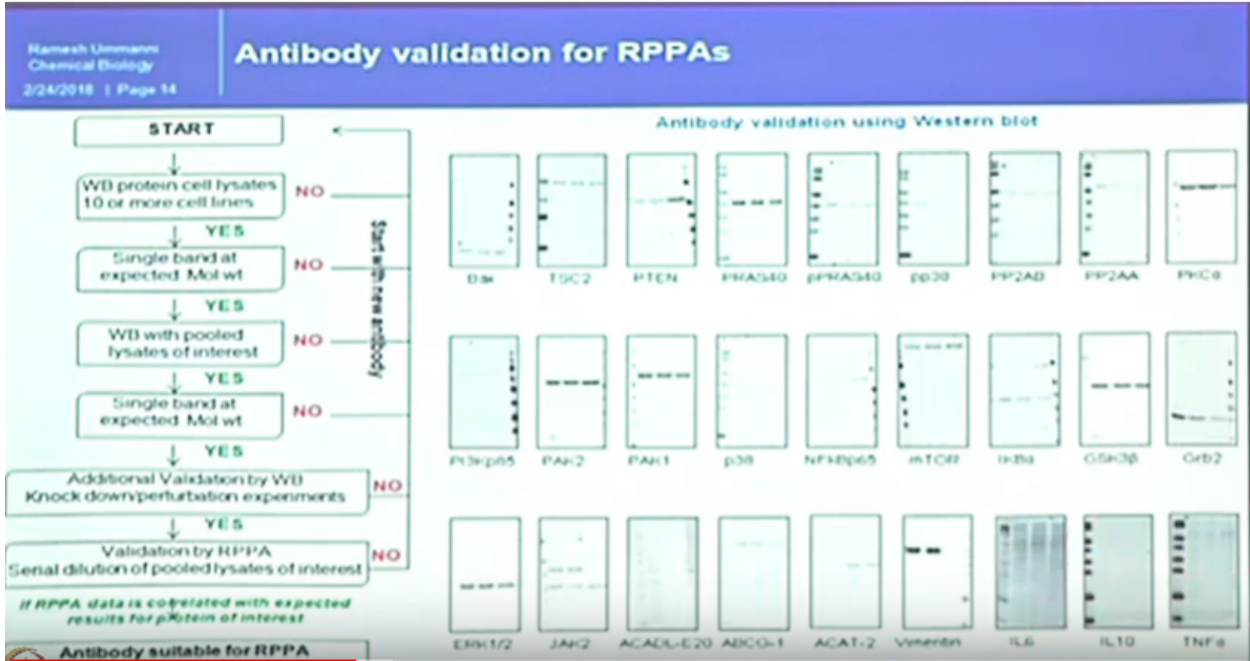 Ramesh Ummanni
Chemical Biology
2/24/2018 | Page 14
Antibody validation for RPPAs
START
WB protein cell lysates
10 or more cell lines
NO
YES
Single band at
expected Mol wt
NO
YES
WB with pooled
lysates of interest
NO
YES
Single band at
expected Mol wt
NO
YES
Additional Validation by WB
Knock down/perturbation experiments
NO
YES
Validation by RPPA
Serial dilution of pooled lysates of interest
NO
If RPPA data is correlated with expected
results for protein of interest
Antibody suitable for RPPA
Start with new antibody
Antibody validation using Western blot
Bax TSC2 PTEN PRAS40 pPRAS40 pp38 PP2AB PP2AA PKCα
PI3Kp85 PAK2 PAK1 p38 NFkBp65 mTOR IKBα GSK3β Grb2
ERK1/2 JAK2 ACADL-E20 ABCG-1 ACAT-2 Vimentin IL6 IL10 TNFα